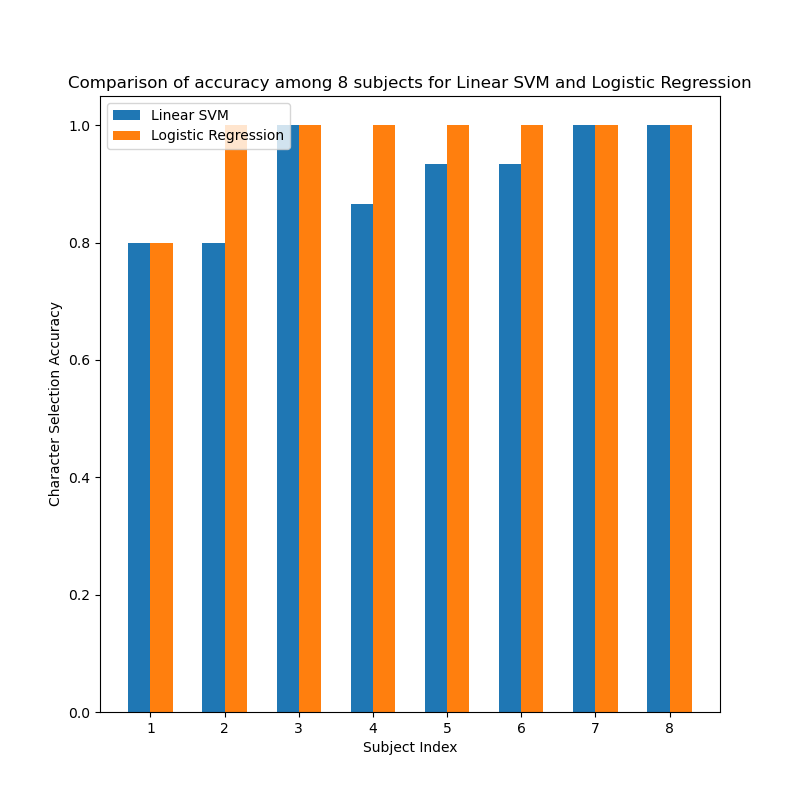 Comparison of accuracy among 8 subjects for Linear SVM and Logistic Regression
Linear SVM
Logistic Regression
1.0
0.8
0.6
0.4
0.2
0.0
Character Selection Accuracy
1 2 3 4 5 6 7 8
Subject Index